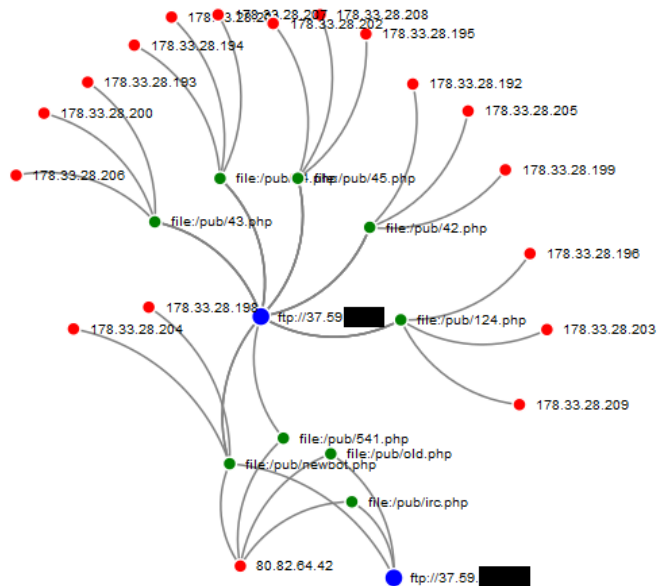 178.33.28.207
178.33.28.208
178.33.28.202
178.33.28.195
178.33.28.194
178.33.28.193
178.33.28.192
178.33.28.205
178.33.28.200
178.33.28.199
178.33.28.206
file:/pub/45.php
file:/pub/43.php
file:/pub/42.php
178.33.28.196
178.33.28.198
ftp://37.59
file:/pub/124.php
178.33.28.204
178.33.28.203
178.33.28.209
file:/pub/541.php
file:/pub/old.php
file:/pub/newbot.php
file:/pub/irc.php
80.82.64.42
ftp://37.59.